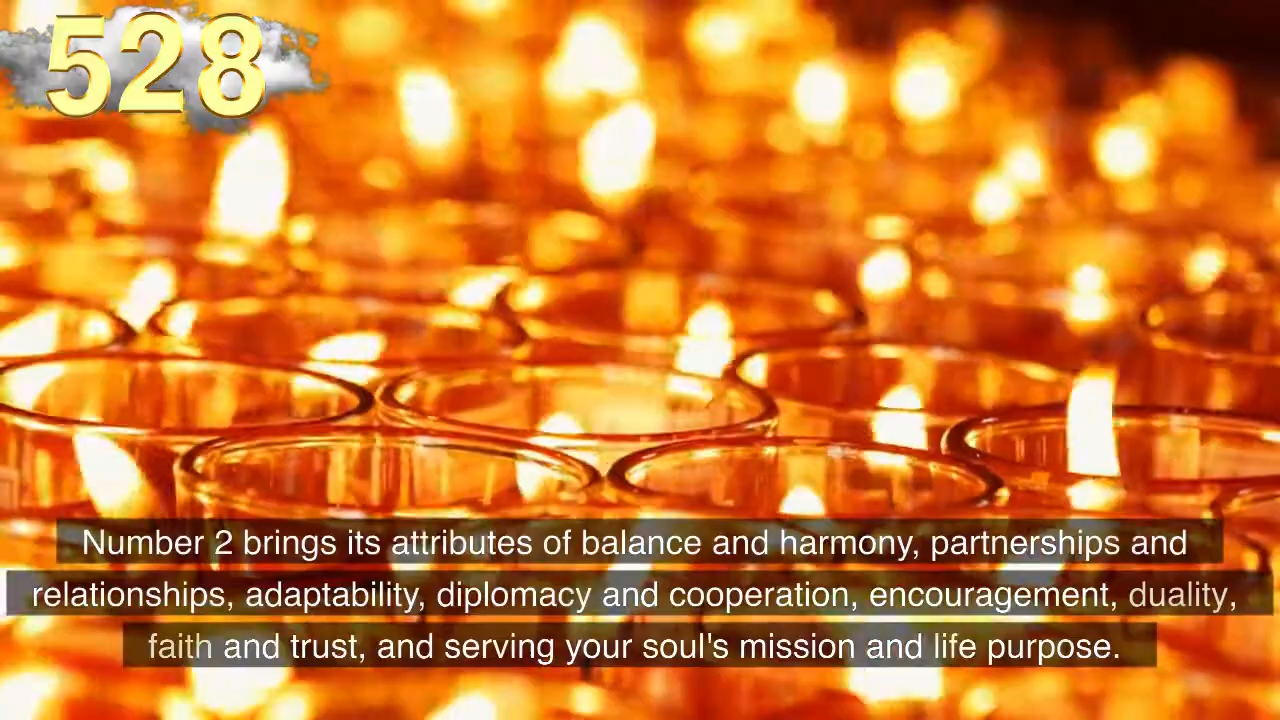 528
Number 2 brings its attributes of balance and harmony, partnerships and
relationships, adaptability, diplomacy and cooperation, encouragement, duality,
faith and trust, and serving your soul's mission and life purpose.